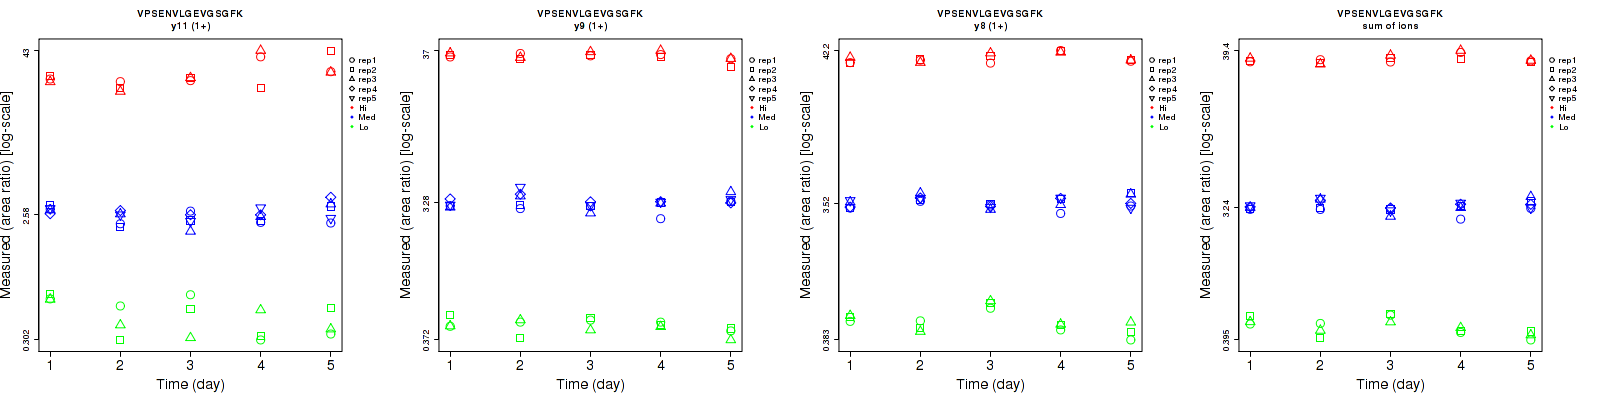 VPSENVLGEVGSGFK
y11 (1+)
Measured (area ratio) [log-scale]
43
2.58
0.302
1 2 3 4 5
Time (day)
rep1
rep2
rep3
rep4
rep5
Hi
Med
Lo
VPSENVLGEVGSGFK
y9 (1+)
Measured (area ratio) [log-scale]
37
3.28
0.372
1 2 3 4 5
Time (day)
rep1
rep2
rep3
rep4
rep5
Hi
Med
Lo
VPSENVLGEVGSGFK
y8 (1+)
Measured (area ratio) [log-scale]
42.2
3.52
0.383
1 2 3 4 5
Time (day)
rep1
rep2
rep3
rep4
rep5
Hi
Med
Lo
VPSENVLGEVGSGFK
sum of ions
Measured (area ratio) [log-scale]
39.4
3.24
0.395
1 2 3 4 5
Time (day)
rep1
rep2
rep3
rep4
rep5
Hi
Med
Lo